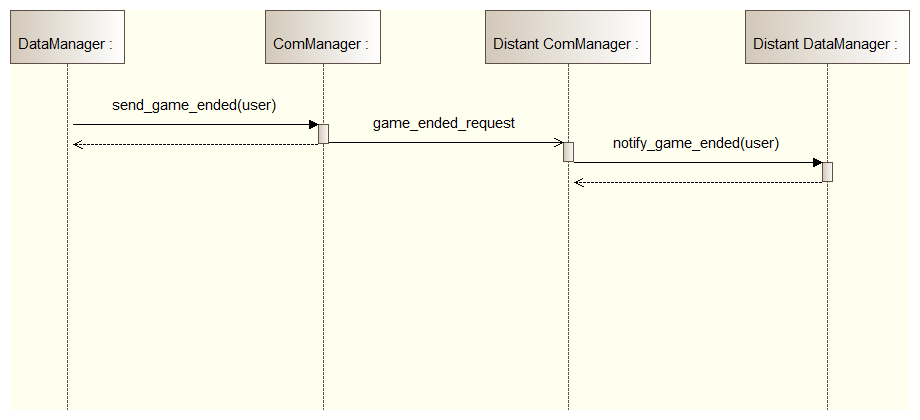 DataManager :
ComManager :
Distant ComManager :
Distant DataManager :
send_game_ended(user)
game_ended_request
notify_game_ended(user)